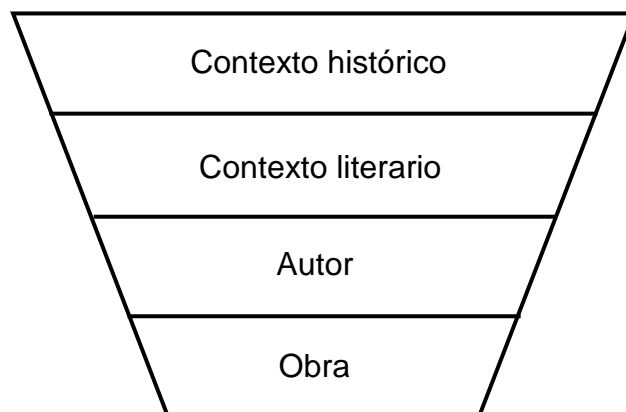 Contexto histórico
Contexto literario
Autor
Obra